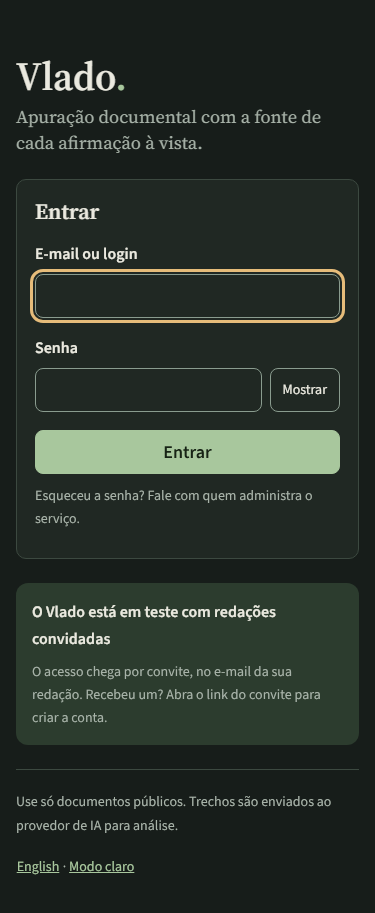 Vlado.
Apuração documental com a fonte de
cada afirmação à vista.
Entrar
E-mail ou login
Senha
Mostrar
Entrar
Esqueceu a senha? Fale com quem administra o
serviço.
O Vlado está em teste com redações
convidadas
O acesso chega por convite, no e-mail da sua
redação. Recebeu um? Abra o link do convite para
criar a conta.
Use só documentos públicos. Trechos são enviados ao
provedor de IA para análise.
English · Modo claro